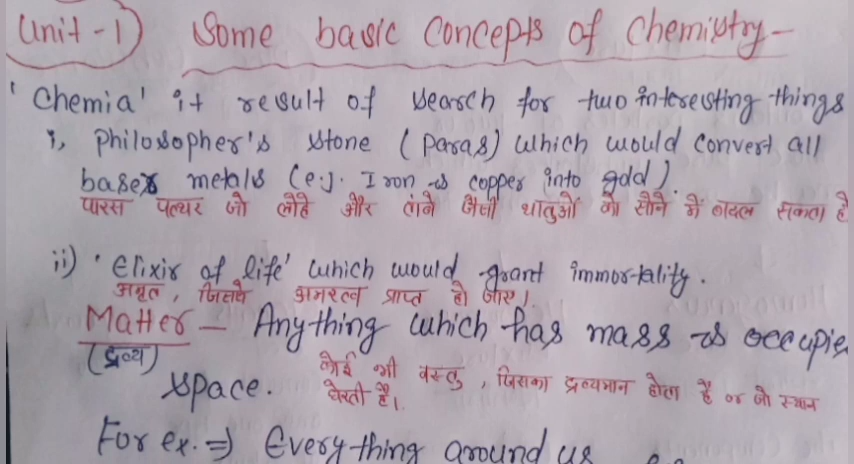 Unit-1) Some basic Concepts of Chemistry-
'Chemia' it result of search for two interesting things
i, Philosopher's stone (Paras) which would convert all
baser metals (e.g. Iron & copper into gold).
पारस पत्थर जो लोहे और तांबे जैसी धातुओं को सोने में बदल सकता है
ii) 'Elixir of life' which would grant immortality.
अमृत, जिससे अमरत्व प्राप्त हो जाए।
Matter - Anything which has mass & occupies
(द्रव्य) space. कोई भी वस्तु, जिसका द्रव्यमान होता है or जो स्थान
घेरती है।
For ex. ⇒ Everything around us